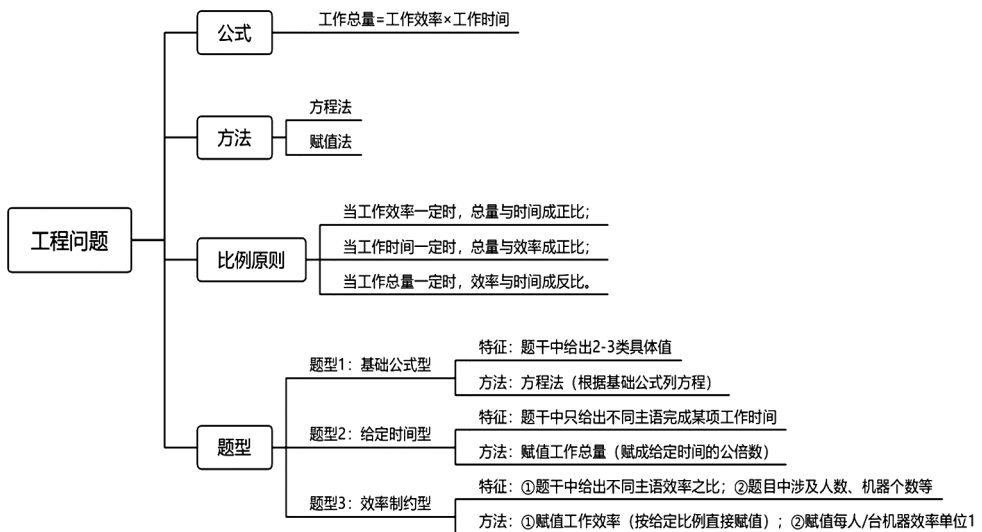 工程问题
公式
工作总量=工作效率×工作时间
方法
方程法
赋值法
比例原则
当工作效率一定时，总量与时间成正比；
当工作时间一定时，总量与效率成正比；
当工作总量一定时，效率与时间成反比。
题型
题型1：基础公式型
特征：题干中给出2-3类具体值
方法：方程法（根据基础公式列方程）
题型2：给定时间型
特征：题干中只给出不同主语完成某项工作时间
方法：赋值工作总量（赋成给定时间的公倍数）
题型3：效率制约型
特征：①题干中给出不同主语效率之比；②题目中涉及人数、机器个数等
方法：①赋值工作效率（按给定比例直接赋值）；②赋值每人/台机器效率单位1